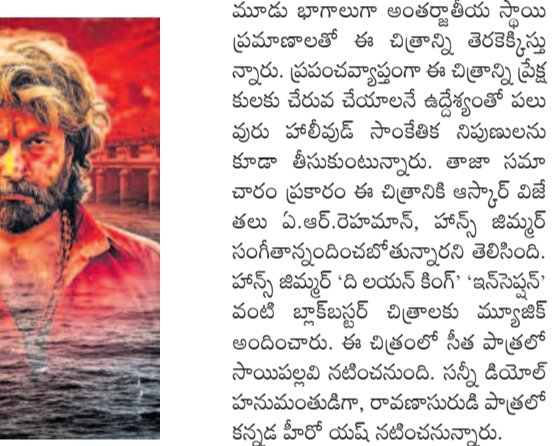 మూడు భాగాలుగా అంతర్జాతీయ స్థాయి
ప్రమాణాలతో ఈ చిత్రాన్ని తెరకెక్కిస్తు
న్నారు. ప్రపంచవ్యాప్తంగా ఈ చిత్రాన్ని ప్రేక్ష
కులకు చేరువ చేయాలనే ఉద్దేశ్యంతో పలు
వురు హాలీవుడ్ సాంకేతిక నిపుణులను
కూడా తీసుకుంటున్నారు. తాజా సమా
చారం ప్రకారం ఈ చిత్రానికి ఆస్కార్ విజే
తలు ఏ.ఆర్.రెహమాన్, హాన్స్ జిమ్మర్
సంగీతాన్నందించబోతున్నారని తెలిసింది.
హాన్స్ జిమ్మర్ ‘ది లయన్ కింగ్’ ‘ఇన్‌సెప్షన్’
వంటి బ్లాక్‌బస్టర్ చిత్రాలకు మ్యూజిక్
అందించారు. ఈ చిత్రంలో సీత పాత్రలో
సాయిపల్లవి నటించనుంది. సన్నీ డియోల్
హనుమంతుడిగా, రావణాసురుడి పాత్రలో
కన్నడ హీరో యష్ నటించనున్నారు.